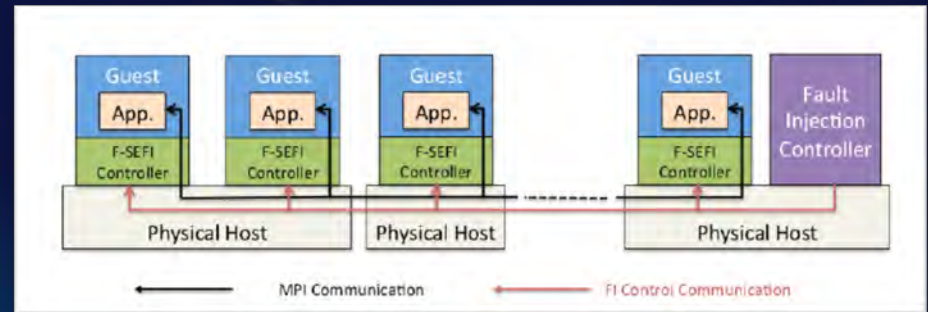 Guest
App.
F-SEFI
Controller
Guest
App.
F-SEFI
Controller
Guest
App.
F-SEFI
Controller
Guest
App.
F-SEFI
Controller
Fault
Injection
Controller
Physical Host
Physical Host
Physical Host
MPI Communication
FI Control Communication